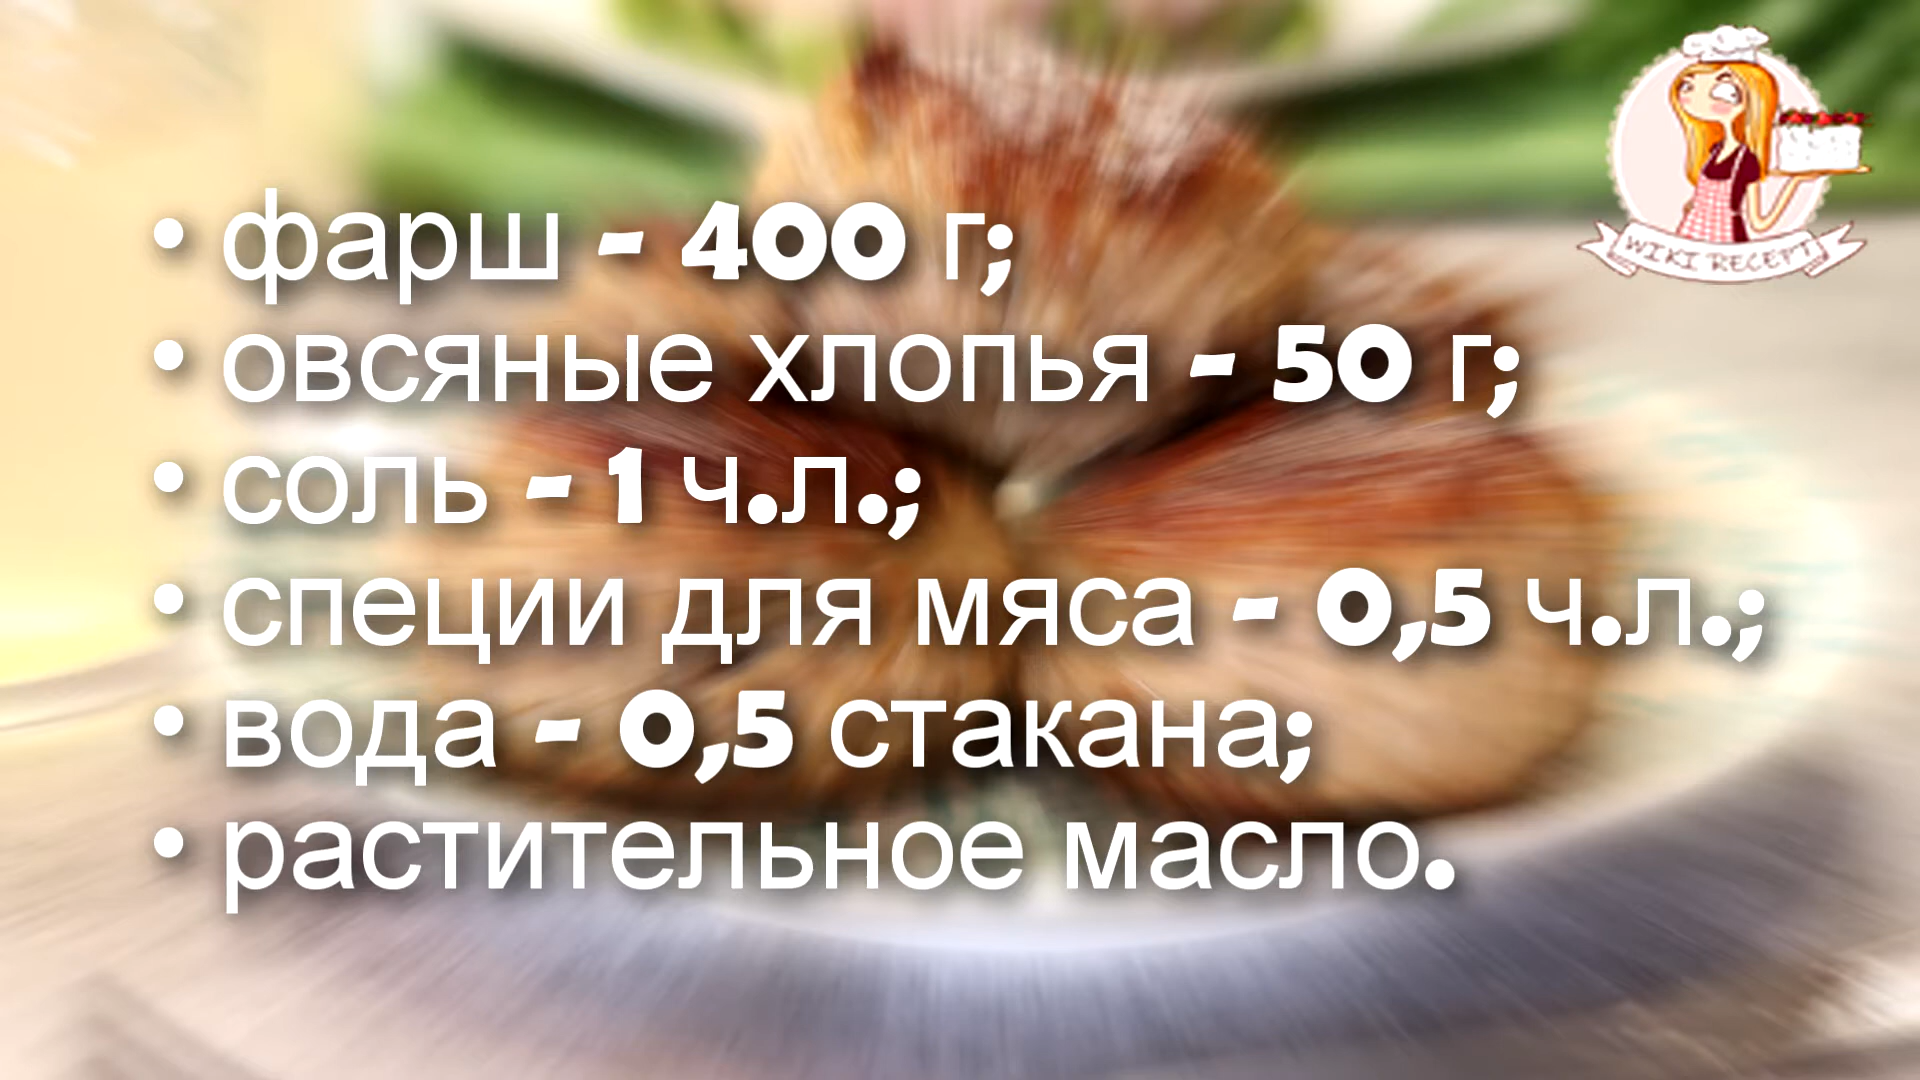 • фарш - 400 г;
• овсяные хлопья - 50 г;
• соль - 1 ч.л.;
• специи для мяса - 0,5 ч.л.;
• вода - 0,5 стакана;
• растительное масло.
WIKI RECEPT